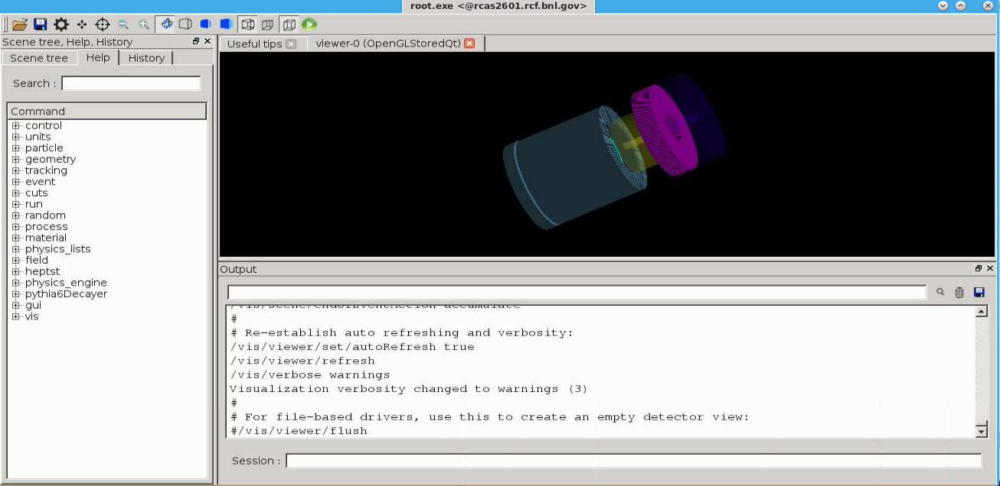 root.exe <@rcas2601.rcf.bnl.gov>
Scene tree, Help, History
Scene tree Help History
Search :
Command
control
units
particle
geometry
tracking
event
cuts
run
random
process
material
physics_lists
field
heptst
physics_engine
pythia6Decayer
gui
vis
Useful tips viewer-0 (OpenGLStoredQt)
Output
/vis/scene/endOfEventAction accumulate
#
# Re-establish auto refreshing and verbosity:
/vis/viewer/set/autoRefresh true
/vis/viewer/refresh
/vis/verbose warnings
Visualization verbosity changed to warnings (3)
#
# For file-based drivers, use this to create an empty detector view:
#/vis/viewer/flush
Session :